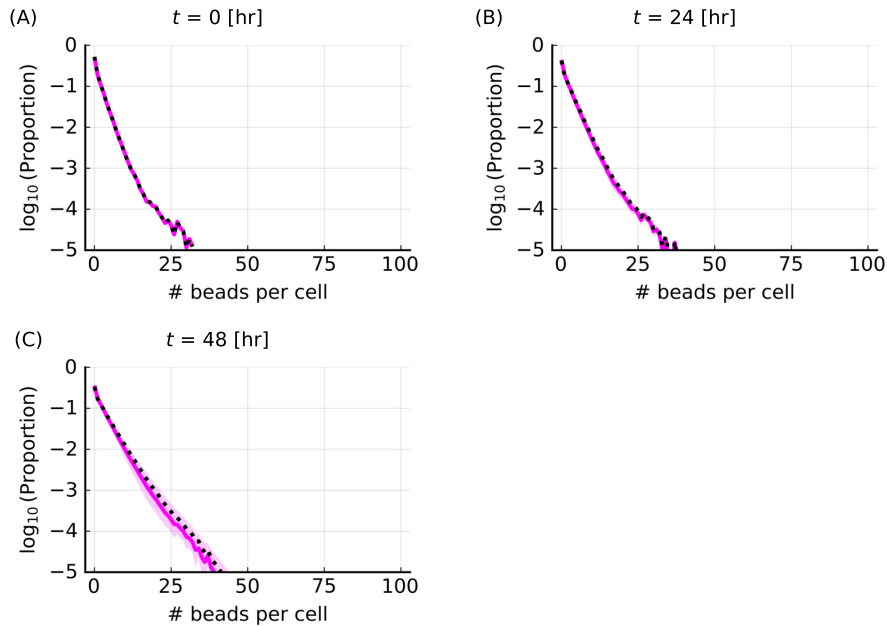 (A)
t = 0 [hr]
log₁₀(Proportion)
0
−1
−2
−3
−4
−5
0 25 50 75 100
# beads per cell
(B)
t = 24 [hr]
log₁₀(Proportion)
0
−1
−2
−3
−4
−5
0 25 50 75 100
# beads per cell
(C)
t = 48 [hr]
log₁₀(Proportion)
0
−1
−2
−3
−4
−5
0 25 50 75 100
# beads per cell